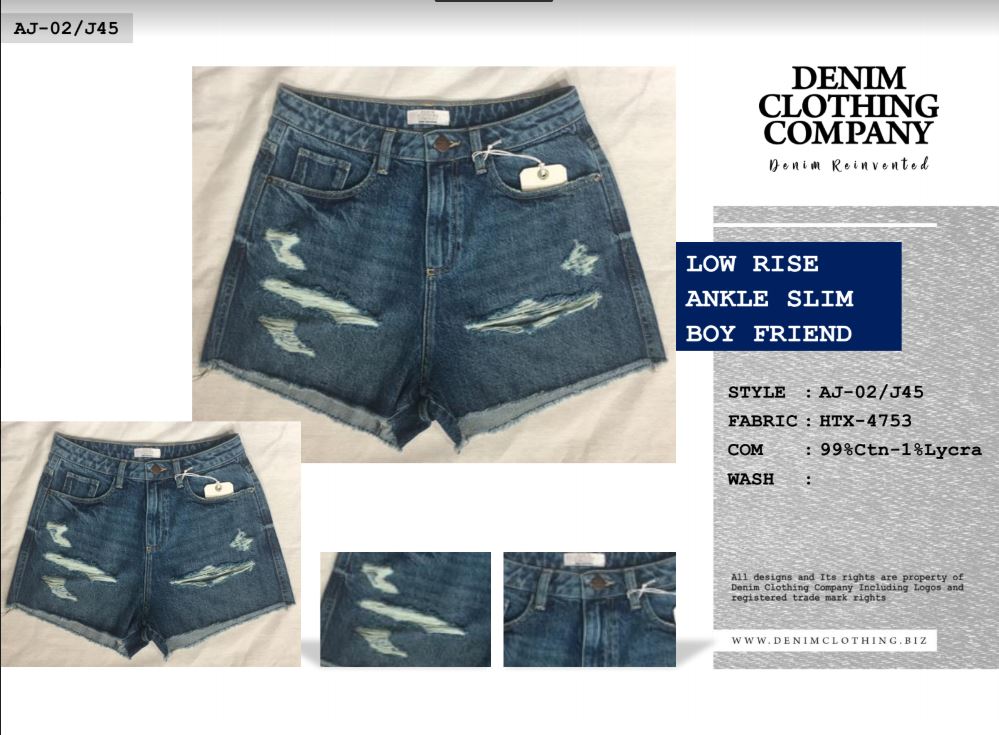 AJ-02/J45
DENIM
CLOTHING
COMPANY
Denim Reinvented
LOW RISE
ANKLE SLIM
BOY FRIEND
STYLE : AJ-02/J45
FABRIC : HTX-4753
COM : 99%Ctn-1%Lycra
WASH :
All designs and Its rights are property of
Denim Clothing Company Including Logos and
registered trade mark rights
WWW.DENIMCLOTHING.BIZ